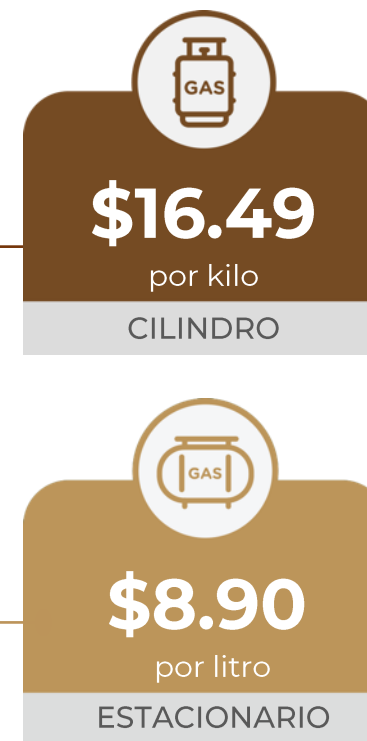 GAS
$16.49
por kilo
CILINDRO
GAS
$8.90
por litro
ESTACIONARIO